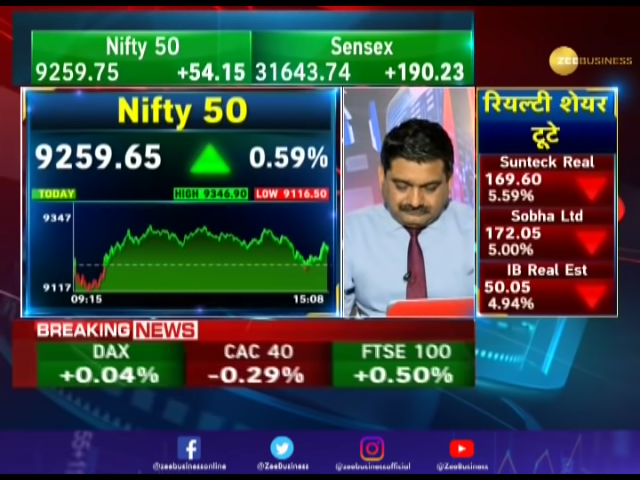 Nifty 50
Sensex
9259.75 +54.15 31643.74 +190.23
ZEEBUSINESS
Nifty 50
9259.65 0.59%
TODAY HIGH 9346.90 LOW 9116.50
9347
9117
09:15 15:08
रियल्टी शेयर
टूटे
Sunteck Real
169.60
5.59%
Sobha Ltd
172.05
5.00%
IB Real Est
50.05
4.94%
BREAKING NEWS
DAX CAC 40 FTSE 100
+0.04% -0.29% +0.50%
@zeebusinessonline @ZeeBusiness @zeebusinessofficial @ZeeBusiness